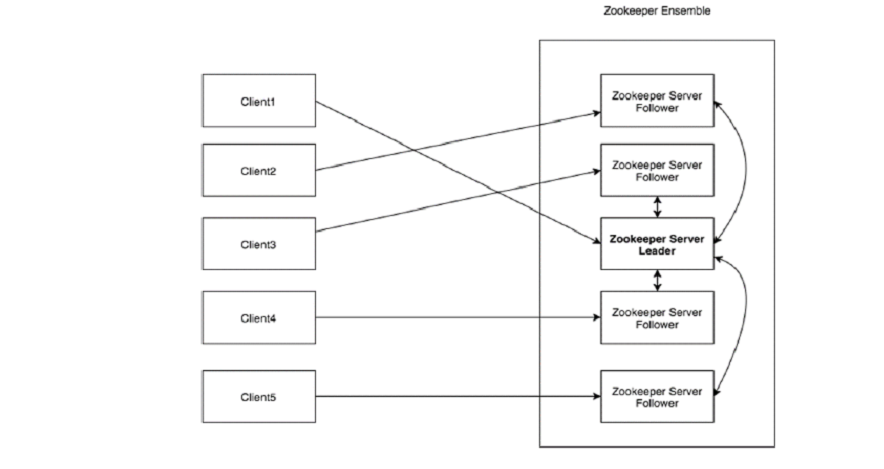 Zookeeper Ensemble
Client1
Zookeeper Server
Follower
Client2
Zookeeper Server
Follower
Client3
Zookeeper Server
Leader
Client4
Zookeeper Server
Follower
Client5
Zookeeper Server
Follower